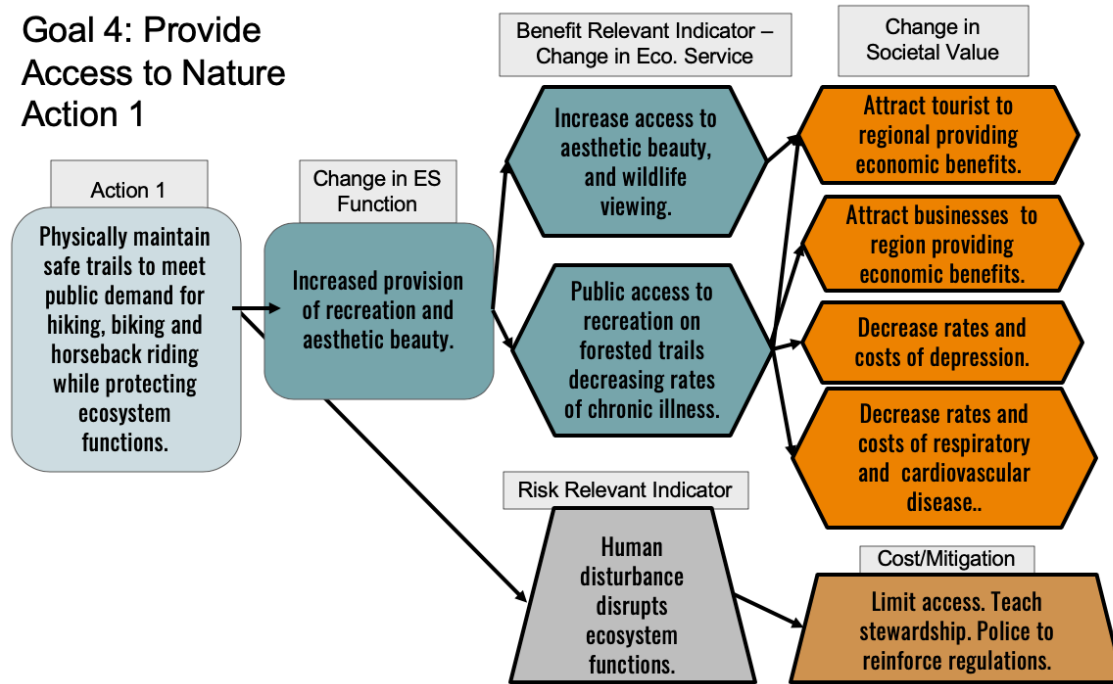 Goal 4: Provide
Access to Nature
Action 1
Benefit Relevant Indicator –
Change in Eco. Service
Change in
Societal Value
Action 1
Physically maintain
safe trails to meet
public demand for
hiking, biking and
horseback riding
while protecting
ecosystem
functions.
Change in ES
Function
Increased provision
of recreation and
aesthetic beauty.
Increase access to
aesthetic beauty,
and wildlife
viewing.
Public access to
recreation on
forested trails
decreasing rates
of chronic illness.
Attract tourist to
regional providing
economic benefits.
Attract businesses to
region providing
economic benefits.
Decrease rates and
costs of depression.
Decrease rates and
costs of respiratory
and cardiovascular
disease..
Risk Relevant Indicator
Human
disturbance
disrupts
ecosystem
functions.
Cost/Mitigation
Limit access. Teach
stewardship. Police to
reinforce regulations.